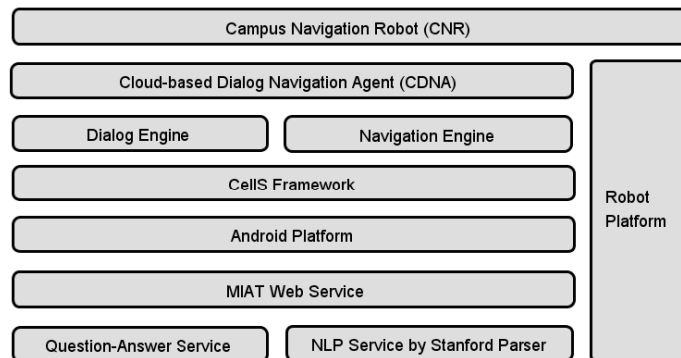 Campus Navigation Robot (CNR)
Cloud-based Dialog Navigation Agent (CDNA)
Dialog Engine
Navigation Engine
CellS Framework
Robot
Platform
Android Platform
MIAT Web Service
Question-Answer Service
NLP Service by Stanford Parser